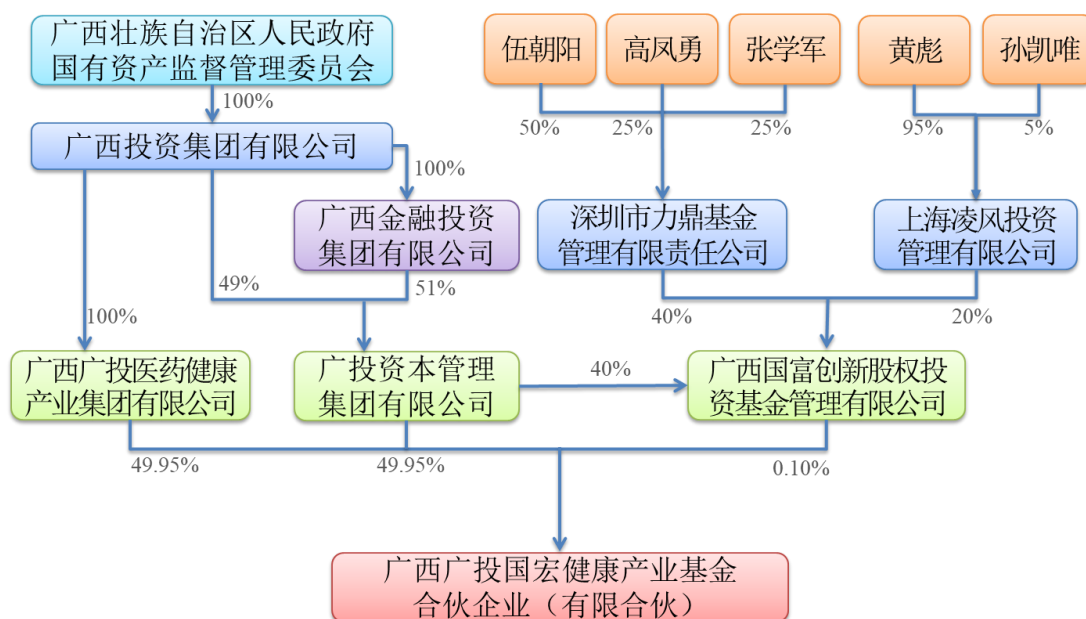 广西壮族自治区人民政府
国有资产监督管理委员会
伍朝阳
高凤勇
张学军
黄彪
孙凯唯
100%
50%
25%
25%
95%
5%
广西投资集团有限公司
100%
广西金融投资
集团有限公司
深圳市力鼎基金
管理有限责任公司
上海凌风投资
管理有限公司
49%
51%
100%
40%
20%
广西广投医药健康
产业集团有限公司
广投资本管理
集团有限公司
40%
广西国富创新股权投
资基金管理有限公司
49.95%
49.95%
0.10%
广西广投国宏健康产业基金
合伙企业（有限合伙）